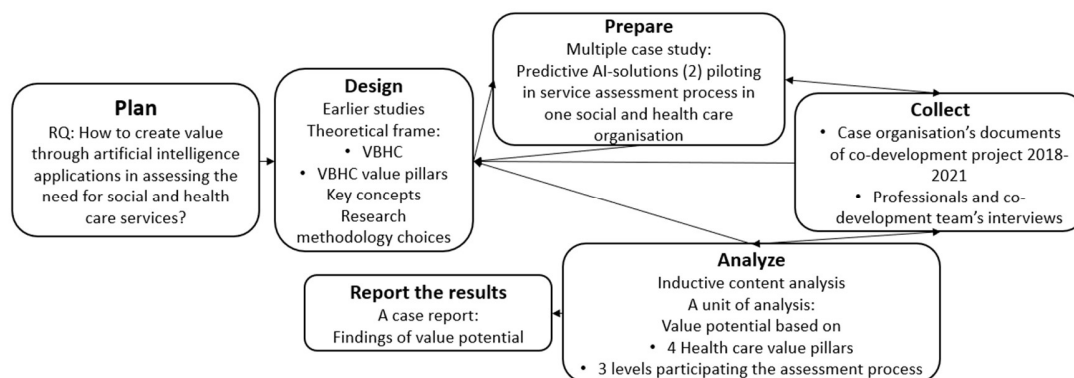 Plan
RQ: How to create value
through artificial intelligence
applications in assessing the
need for social and health
care services?
Design
Earlier studies
Theoretical frame:
• VBHC
• VBHC value pillars
Key concepts
Research
methodology choices
Prepare
Multiple case study:
Predictive AI-solutions (2) piloting
in service assessment process in
one social and health care
organisation
Collect
• Case organisation's documents
of co-development project 2018-
2021
• Professionals and co-
development team's interviews
Analyze
Inductive content analysis
A unit of analysis:
Value potential based on
• 4 Health care value pillars
• 3 levels participating the assessment process
Report the results
A case report:
Findings of value potential